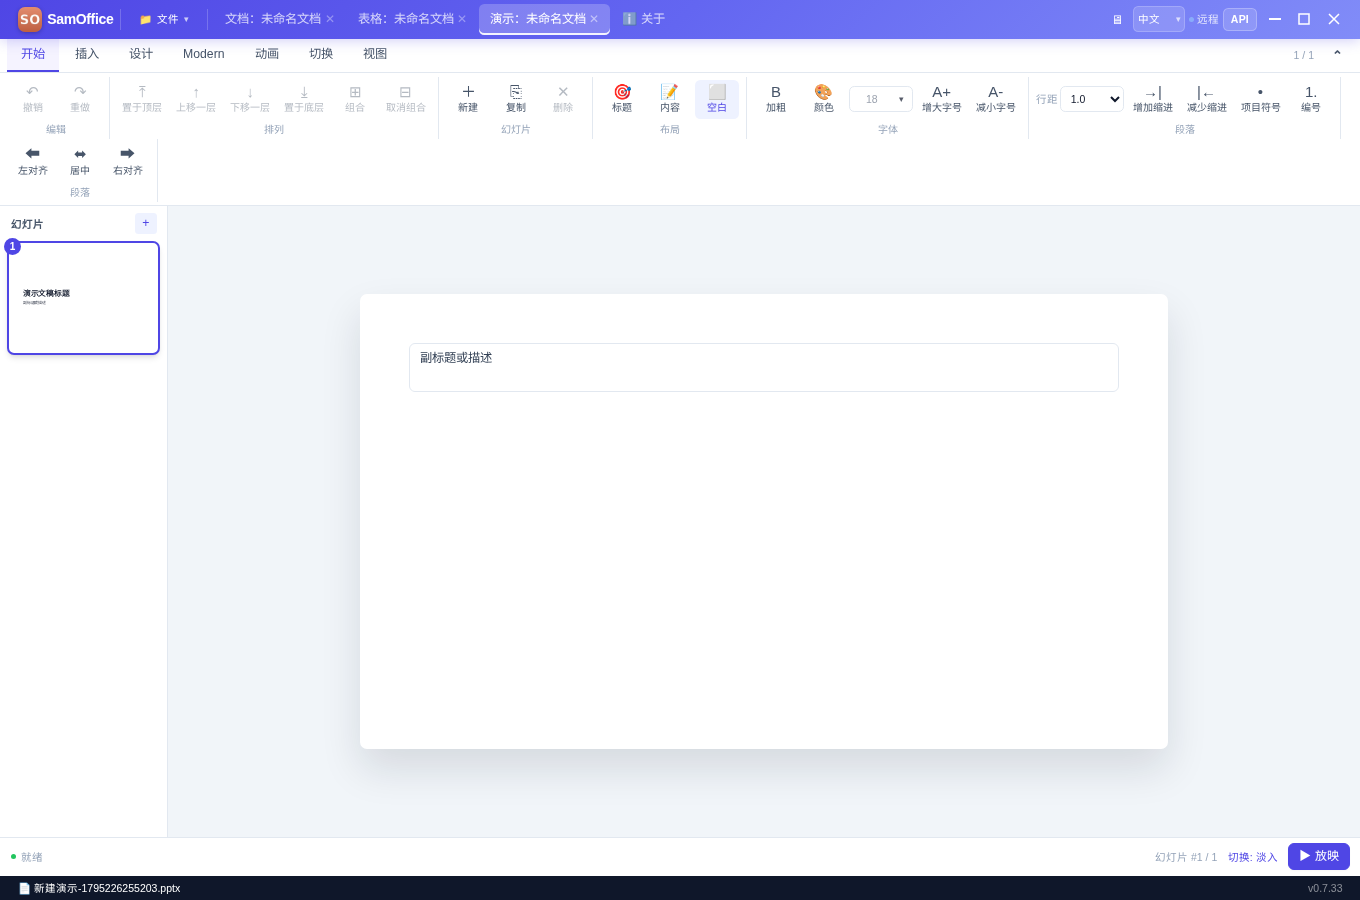 SO SamOffice 文件 文档: 未命名文档 表格: 未命名文档 演示: 未命名文档 关于 中文 远程 API
开始 插入 设计 Modern 动画 切换 视图 1 / 1
撤销 重做 置于顶层 上移一层 下移一层 置于底层 组合 取消组合 新建 复制 删除 标题 内容 空白 B 加粗 颜色 18 A+ 增大字号 A- 减小字号 行距 1.0 增加缩进 减少缩进 项目符号 1. 编号
编辑 排列 幻灯片 布局 字体 段落
左对齐 居中 右对齐
段落
幻灯片 +
1
演示文稿标题
副标题或描述
副标题或描述
就绪 幻灯片 #1 / 1 切换: 淡入 放映
新建演示-1795226255203.pptx v0.7.33